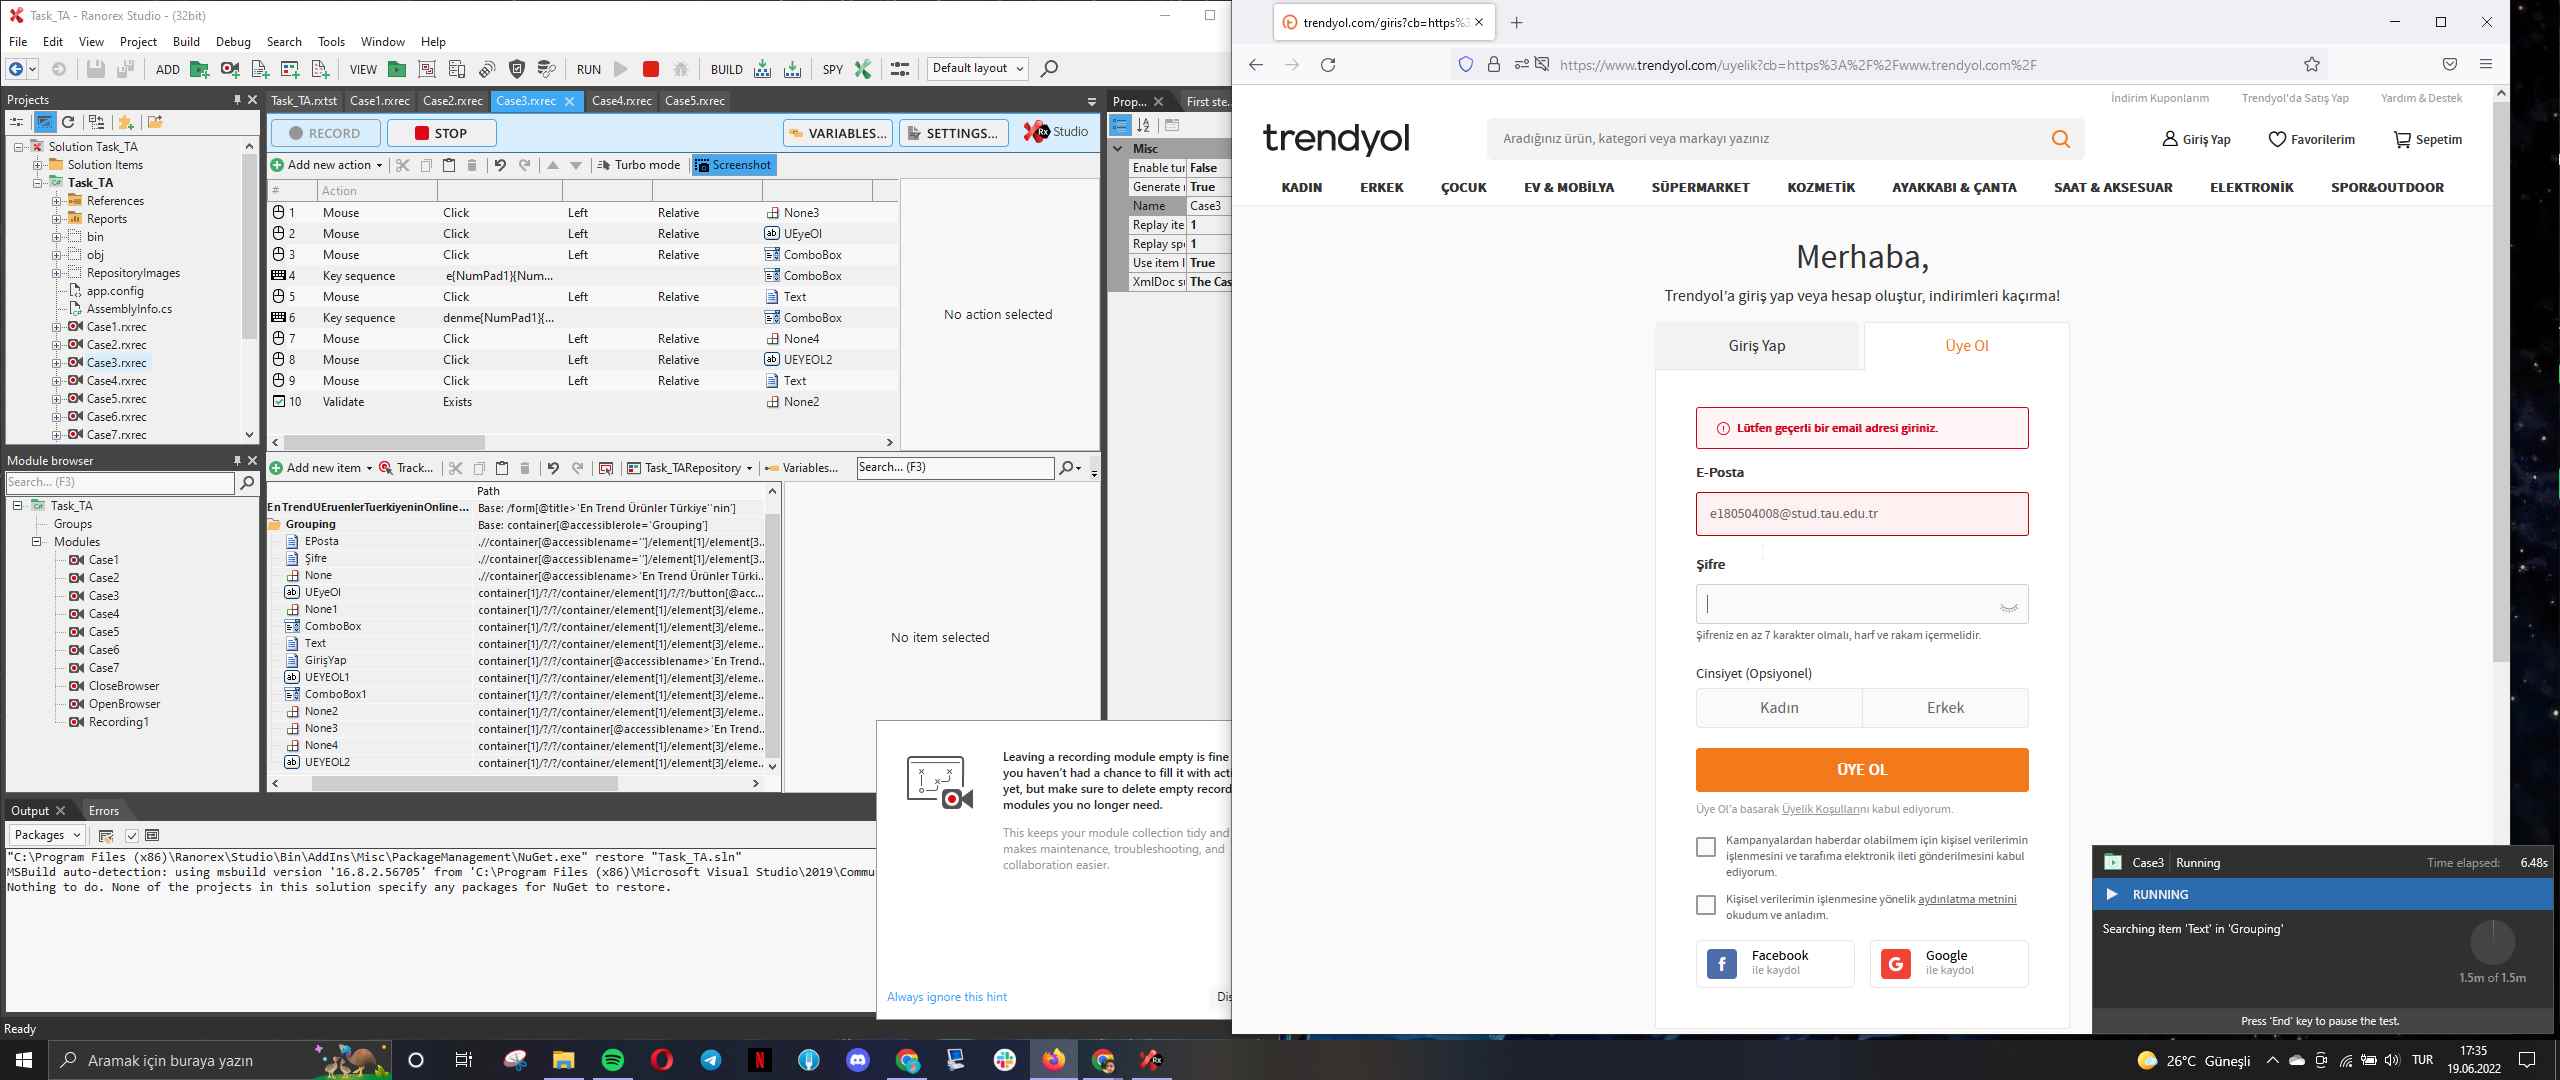 Task_TA - Ranorex Studio - (32bit)
File Edit View Project Build Debug Search Tools Window Help
ADD VIEW RUN BUILD SPY Default layout
Projects
Solution Task_TA
Solution Items
Task_TA
References
Reports
bin
obj
RepositoryImages
app.config
AssemblyInfo.cs
Case1.rxrec
Case2.rxrec
Case3.rxrec
Case4.rxrec
Case5.rxrec
Case6.rxrec
Case7.rxrec
Module browser
Search... (F3)
Task_TA
Groups
Modules
Case1
Case2
Case3
Case4
Case5
Case6
Case7
CloseBrowser
OpenBrowser
Recording1
Task_TA.rxtst Case1.rxrec Case2.rxrec Case3.rxrec Case4.rxrec Case5.rxrec
RECORD STOP VARIABLES... SETTINGS... Rx Studio
Add new action Turbo mode Screenshot
# Action
1 Mouse Click Left Relative None3
2 Mouse Click Left Relative UEyeOl
3 Mouse Click Left Relative ComboBox
4 Key sequence e{NumPad1}{Num... ComboBox
5 Mouse Click Left Relative Text
6 Key sequence denme{NumPad1}{... ComboBox
7 Mouse Click Left Relative None4
8 Mouse Click Left Relative UEYEOL2
9 Mouse Click Left Relative Text
10 Validate Exists None2
No action selected
Add new item Track... Task_TARepository Variables... Search... (F3)
Path
EnTrendUEruenlerTuerkiyeninOnline... Base: /form[@title>'En Trend Ürünler Türkiye''nin']
Grouping Base: container[@accessiblerole='Grouping']
EPosta .//container[@accessiblename='']/element[1]/element[3...
Şifre .//container[@accessiblename='']/element[1]/element[3...
None .//container[@accessiblename>'En Trend Ürünler Türki...
UEyeOl container[1]/?/?/container/element[1]/?/?/button[@acc...
None1 container[1]/?/?/container/element[1]/element[3]/eleme...
ComboBox container[1]/?/?/container/element[1]/element[3]/eleme...
Text container[1]/?/?/container/element[1]/element[3]/eleme...
GirişYap container[1]/?/?/container[@accessiblename>'En Trend...
UEYEOL1 container[1]/?/?/container/element[1]/element[3]/eleme...
ComboBox1 container[1]/?/?/container/element[1]/element[3]/eleme...
None2 container[1]/?/?/container/element[1]/element[3]/eleme...
None3 container[1]/?/?/container[@accessiblename>'En Trend...
None4 container[1]/?/?/container/element[1]/element[3]/eleme...
UEYEOL2 container[1]/?/?/container/element[1]/element[3]/eleme...
No item selected
Prop... First ste...
Misc
Enable tur False
Generate r True
Name Case3
Replay ite 1
Replay spe 1
Use item l True
XmlDoc su The Cas
Leaving a recording module empty is fine
you haven't had a chance to fill it with acti
yet, but make sure to delete empty record
modules you no longer need.
This keeps your module collection tidy and
makes maintenance, troubleshooting, and
collaboration easier.
Always ignore this hint Dis
Output Errors
Packages
"C:\Program Files (x86)\Ranorex\Studio\Bin\AddIns\Misc\PackageManagement\NuGet.exe" restore "Task_TA.sln"
MSBuild auto-detection: using msbuild version '16.8.2.56705' from 'C:\Program Files (x86)\Microsoft Visual Studio\2019\Commu
Nothing to do. None of the projects in this solution specify any packages for NuGet to restore.
Ready
trendyol.com/giris?cb=https%3
https://www.trendyol.com/uyelik?cb=https%3A%2F%2Fwww.trendyol.com%2F
İndirim Kuponlarım Trendyol'da Satış Yap Yardım & Destek
trendyol
Aradığınız ürün, kategori veya markayı yazınız
Giriş Yap Favorilerim Sepetim
KADIN ERKEK ÇOCUK EV & MOBİLYA SÜPERMARKET KOZMETİK AYAKKABI & ÇANTA SAAT & AKSESUAR ELEKTRONİK SPOR&OUTDOOR
Merhaba,
Trendyol'a giriş yap veya hesap oluştur, indirimleri kaçırma!
Giriş Yap Üye Ol
Lütfen geçerli bir email adresi giriniz.
E-Posta
e180504008@stud.tau.edu.tr
Şifre
Şifreniz en az 7 karakter olmalı, harf ve rakam içermelidir.
Cinsiyet (Opsiyonel)
Kadın Erkek
ÜYE OL
Üye Ol'a basarak Üyelik Koşullarını kabul ediyorum.
Kampanyalardan haberdar olabilmem için kişisel verilerimin
işlenmesini ve tarafıma elektronik ileti gönderilmesini kabul
ediyorum.
Kişisel verilerimin işlenmesine yönelik aydınlatma metnini
okudum ve anladım.
Facebook
ile kaydol
Google
ile kaydol
Case3 Running Time elapsed: 6.48s
RUNNING
Searching item 'Text' in 'Grouping'
1.5m of 1.5m
Press 'End' key to pause the test.
Aramak için buraya yazın
26°C Güneşli
TUR
17:35
19.06.2022